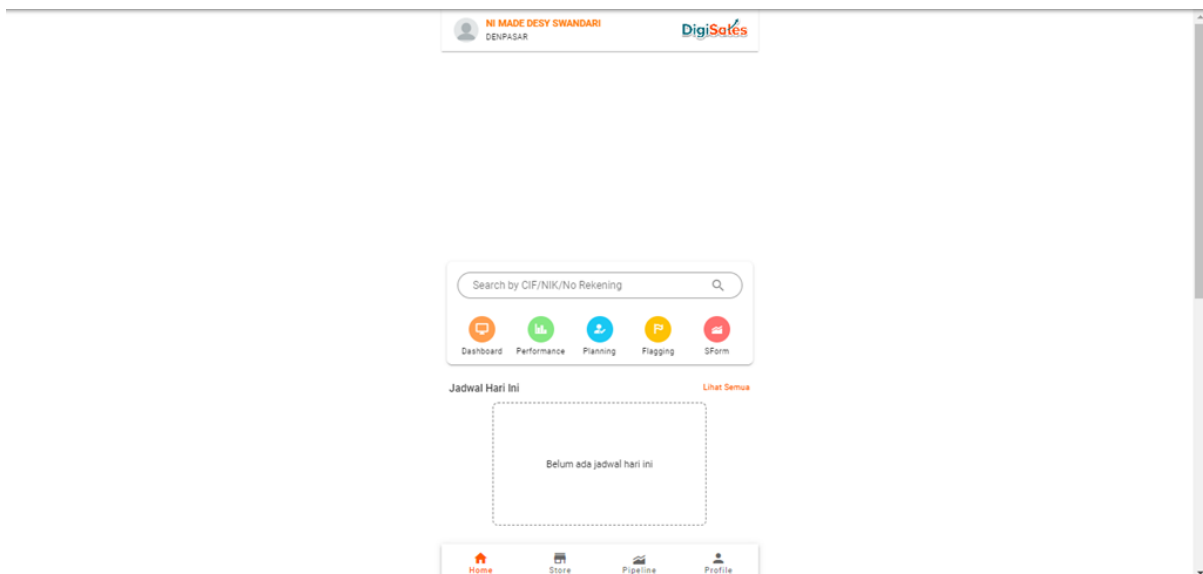 NI MADE DESY SWANDARI
DENPASAR
DigiSales
Search by CIF/NIK/No Rekening
Dashboard Performance Planning Flagging SForm
Jadwal Hari Ini Lihat Semua
Belum ada jadwal hari ini
Home Store Pipeline Profile